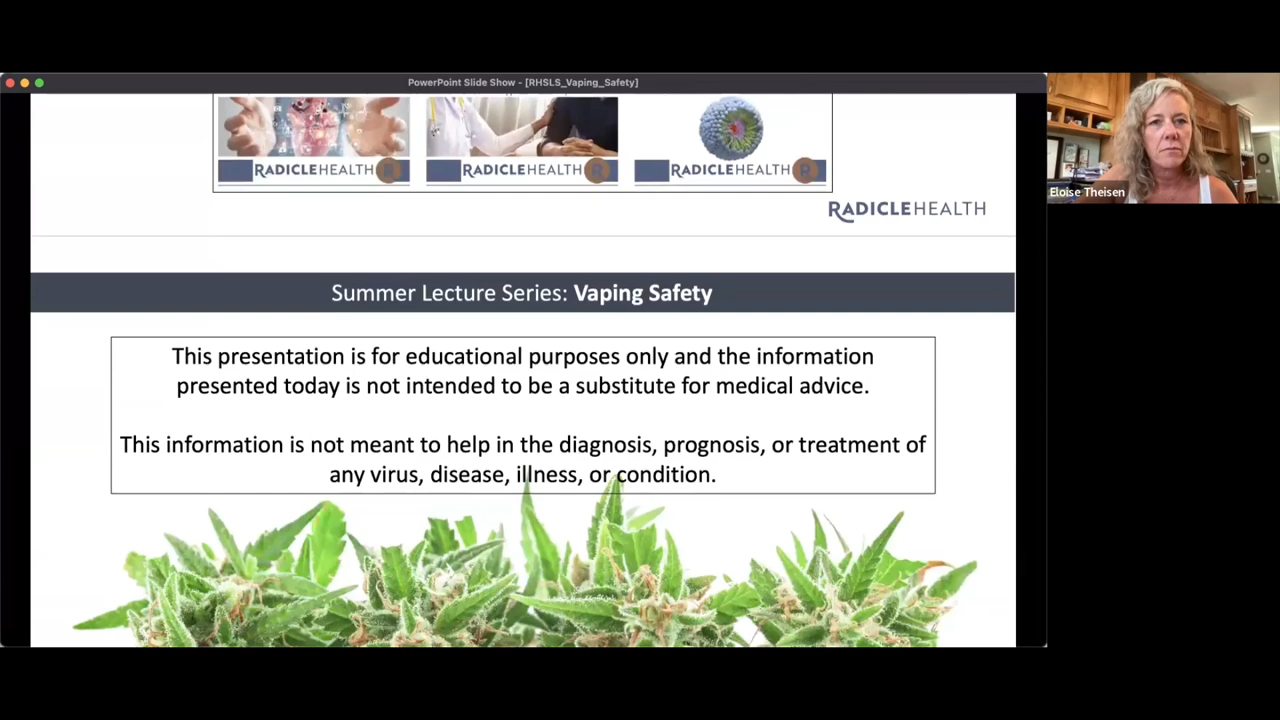 PowerPoint Slide Show - [RHSLS_Vaping_Safety]
RADICLEHEALTH R
RADICLEHEALTH R
RADICLEHEALTH R
Eloise Theisen
RADICLEHEALTH
Summer Lecture Series: Vaping Safety
This presentation is for educational purposes only and the information
presented today is not intended to be a substitute for medical advice.
This information is not meant to help in the diagnosis, prognosis, or treatment of
any virus, disease, illness, or condition.